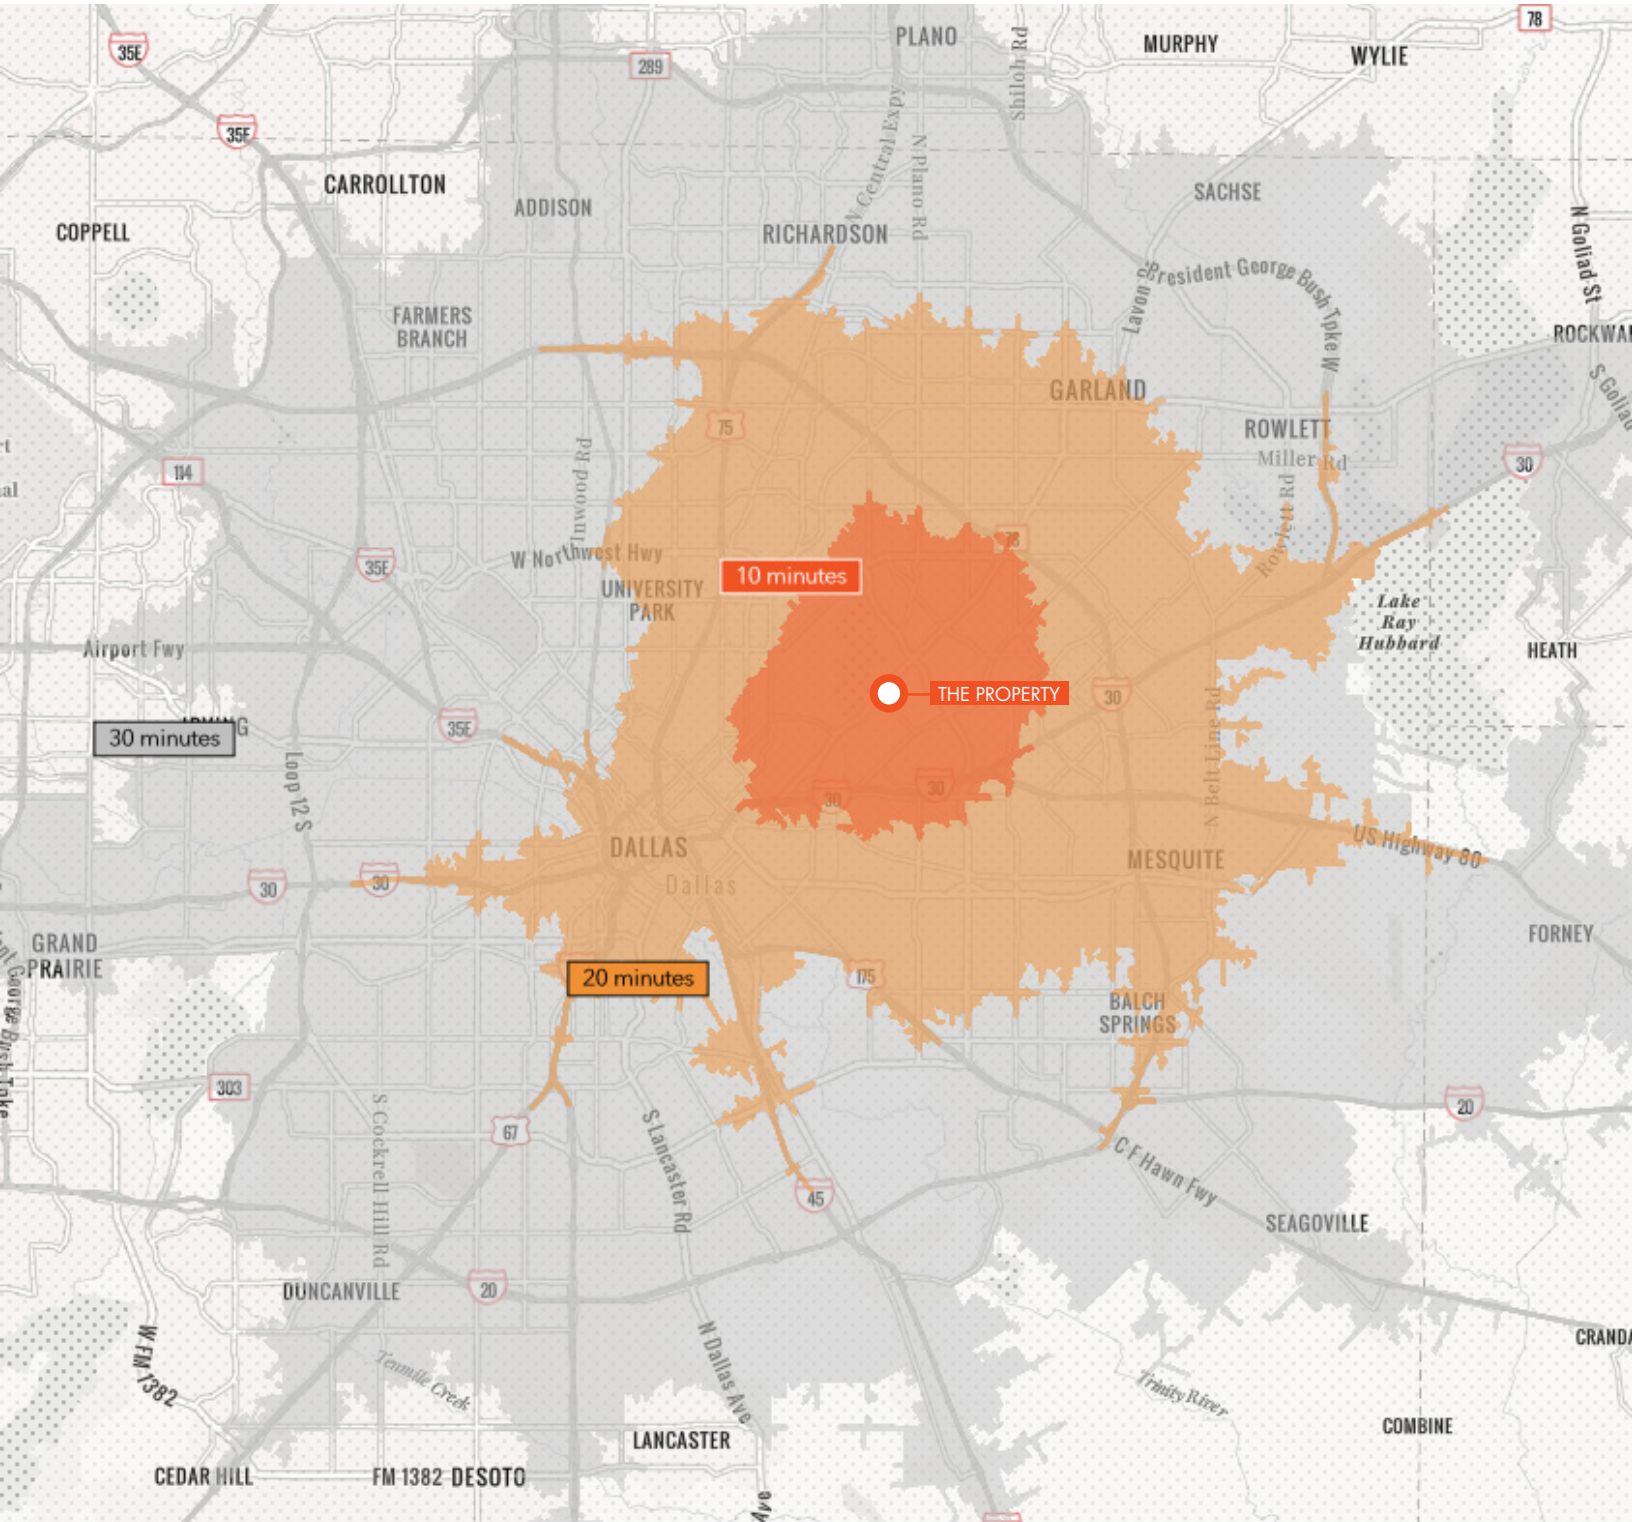 78
PLANO
Shiloh Rd
MURPHY
WYLIE
35E
289
35E
N Central Expy
N Plano Rd
CARROLLTON
SACHSE
ADDISON
COPPELL
RICHARDSON
N Goliad St
President George Bush Tpke W
Lavon Dr
FARMERS
BRANCH
ROCKWA
S Goliad
GARLAND
75
ROWLETT
Miller Rd
Inwood Rd
114
30
Rowlett Rd
78
W Northwest Hwy
35E
10 minutes
UNIVERSITY
PARK
Lake
Ray
Hubbard
Airport Fwy
HEATH
THE PROPERTY
30
N Belt Line Rd
35E
IRVING
30 minutes
Loop 12 S
30
30
DALLAS
Dallas
MESQUITE
US Highway 80
30
30
GRAND
PRAIRIE
FORNEY
20 minutes
175
BALCH
SPRINGS
303
S Cockrell Hill Rd
67
S Lancaster Rd
20
C F Hawn Fwy
45
SEAGOVILLE
DUNCANVILLE
20
W FM 1382
N Dallas Ave
Tenmile Creek
CRANDA
Trinity River
COMBINE
LANCASTER
CEDAR HILL
FM 1382
DESOTO